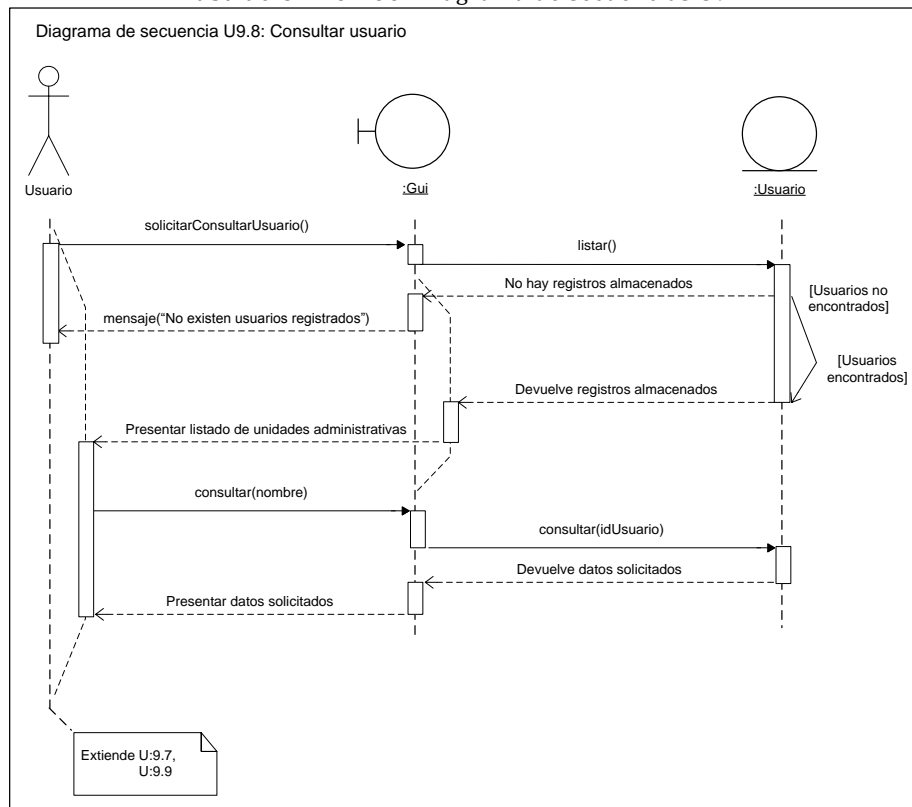 Diagrama de secuencia U9.8: Consultar usuario
Usuario
:Gui
:Usuario
solicitarConsultarUsuario()
listar()
No hay registros almacenados
[Usuarios no
encontrados]
mensaje(“No existen usuarios registrados”)
[Usuarios
encontrados]
Devuelve registros almacenados
Presentar listado de unidades administrativas
consultar(nombre)
consultar(idUsuario)
Devuelve datos solicitados
Presentar datos solicitados
Extiende U:9.7,
U:9.9